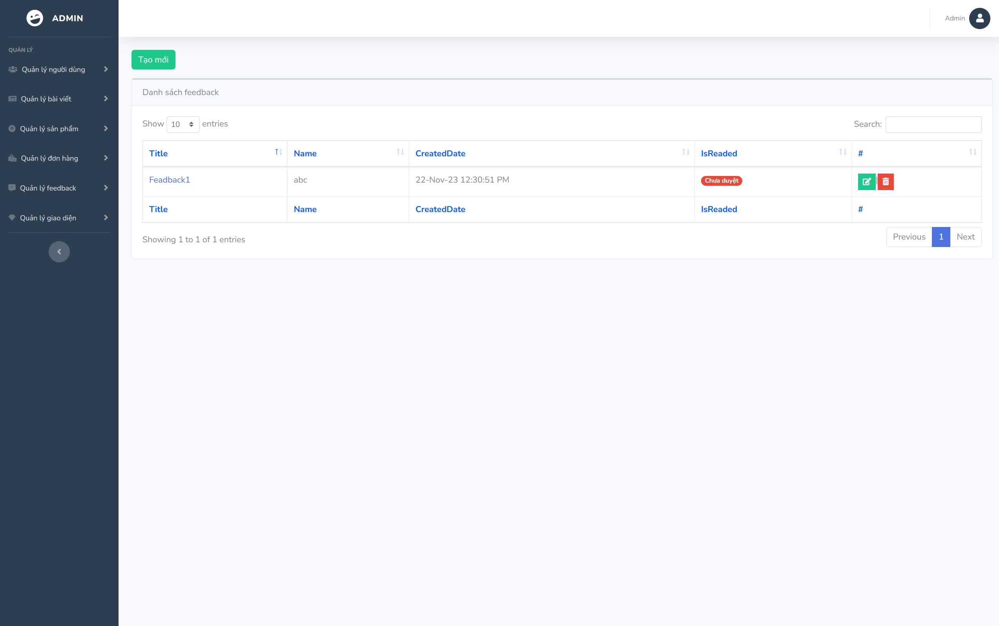 ADMIN
Admin
QUẢN LÝ
Quản lý người dùng
Quản lý bài viết
Quản lý sản phẩm
Quản lý đơn hàng
Quản lý feedback
Quản lý giao diện
Tạo mới
Danh sách feedback
Show 10 entries
Search:
Title Name CreatedDate IsReaded #
Feadback1 abc 22-Nov-23 12:30:51 PM Chưa duyệt |
Title Name CreatedDate IsReaded #
Showing 1 to 1 of 1 entries
Previous 1 Next